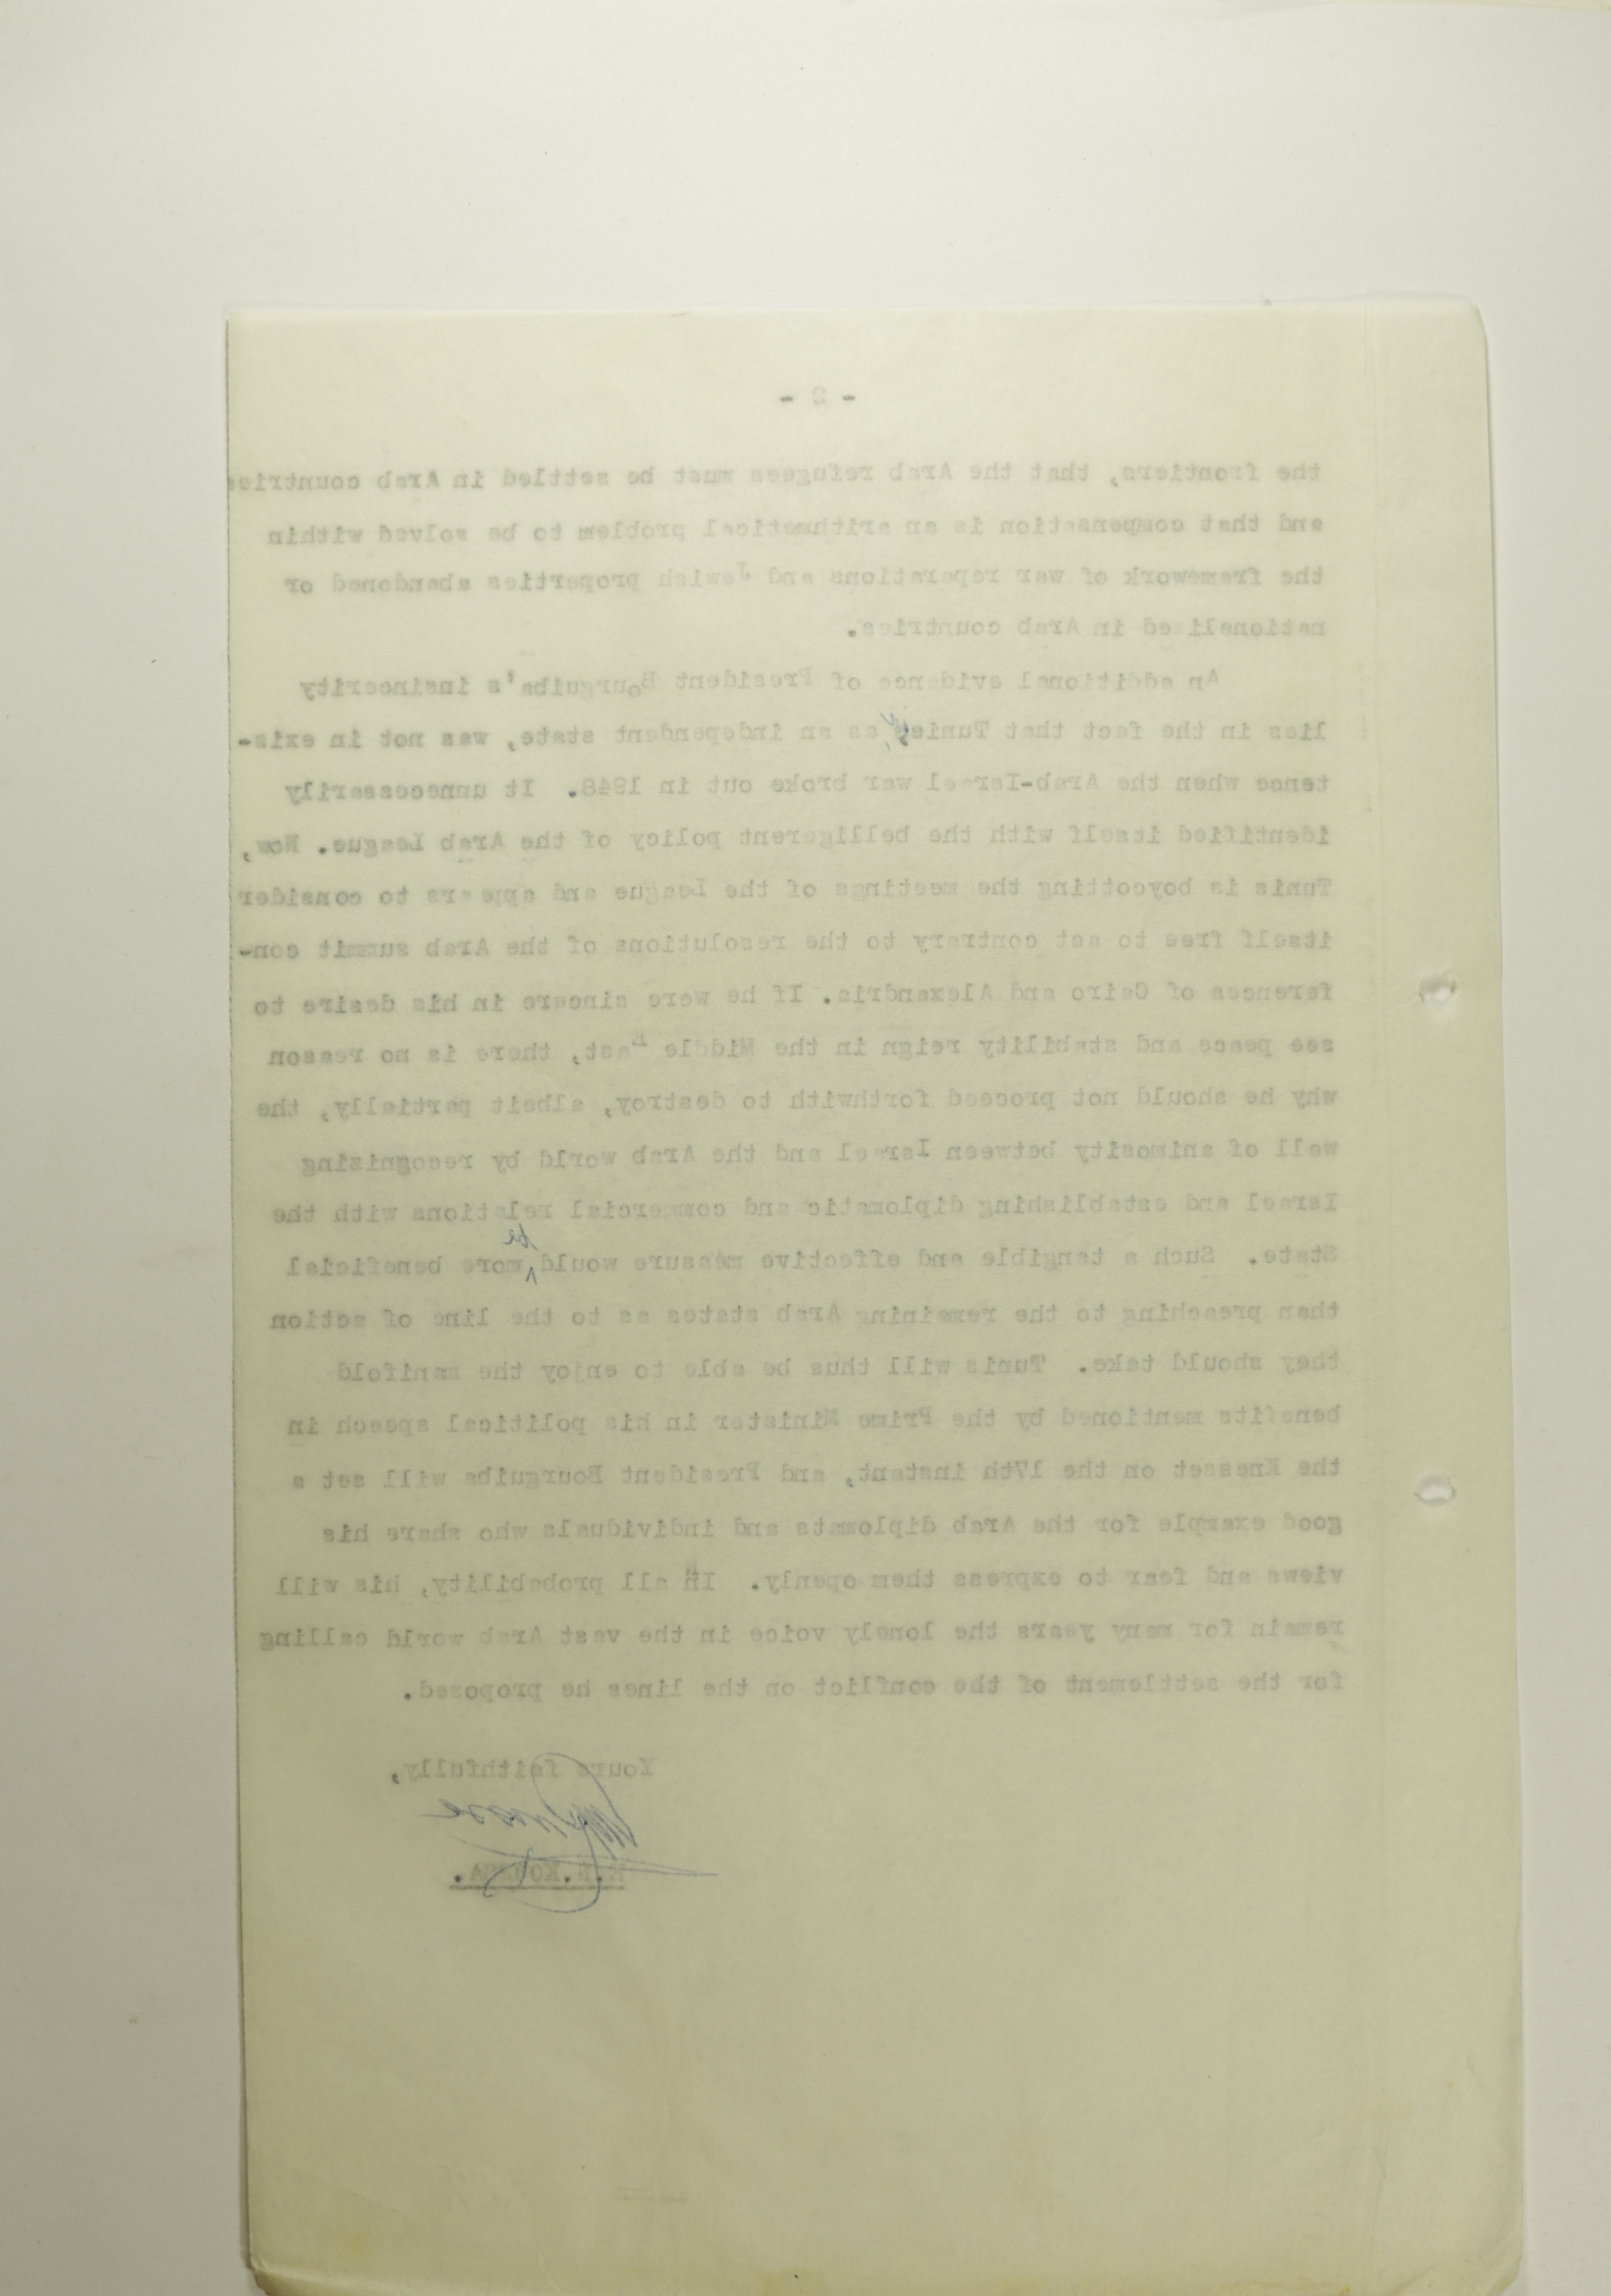 - 2 -
the frontiers, that the Arab refugees must be settled in Arab countries
and that compensation is an arithmetical problem to be solved within
the framework of war reparations and Jewish properties abandoned or
nationalized in Arab countries.
An additional evidence of President Bourguiba's insincerity
lies in the fact that Tunis, as an independent state, was not in exis-
tence when the Arab-Israel war broke out in 1948. It unnecessarily
identified itself with the belligerent policy of the Arab League. Now,
Tunis is boycotting the meetings of the League and appears to consider
itself free to act contrary to the resolutions of the Arab summit con-
ferences of Cairo and Alexandria. If he were sincere in his desire to
see peace and stability reign in the Middle East, there is no reason
why he should not proceed forthwith to destroy, albeit partially, the
wall of animosity between Israel and the Arab world by recognizing
Israel and establishing diplomatic and commercial relations with the
State. Such a tangible and effective measure would be more beneficial
than preaching to the remaining Arab states as to the line of action
they should take. Tunis will thus be able to enjoy the manifold
benefits mentioned by the Prime Minister in his political speech in
the Knesset on the 17th instant, and President Bourguiba will set a
good example for the Arab diplomats and individuals who share his
views and fear to express them openly. In all probability, his will
remain for many years the lonely voice in the vast Arab world calling
for the settlement of the conflict on the lines he proposed.
Yours faithfully,